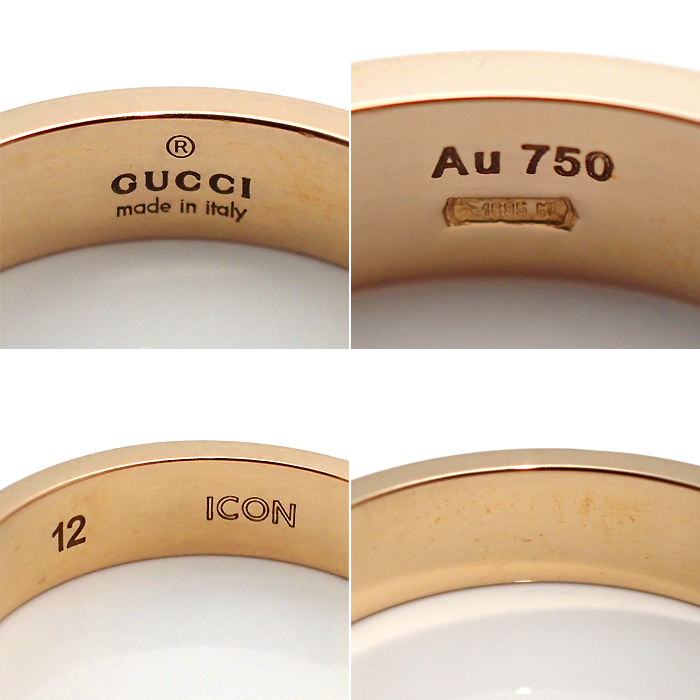 ®
GUCCI
made in italy
Au 750
12
ICON